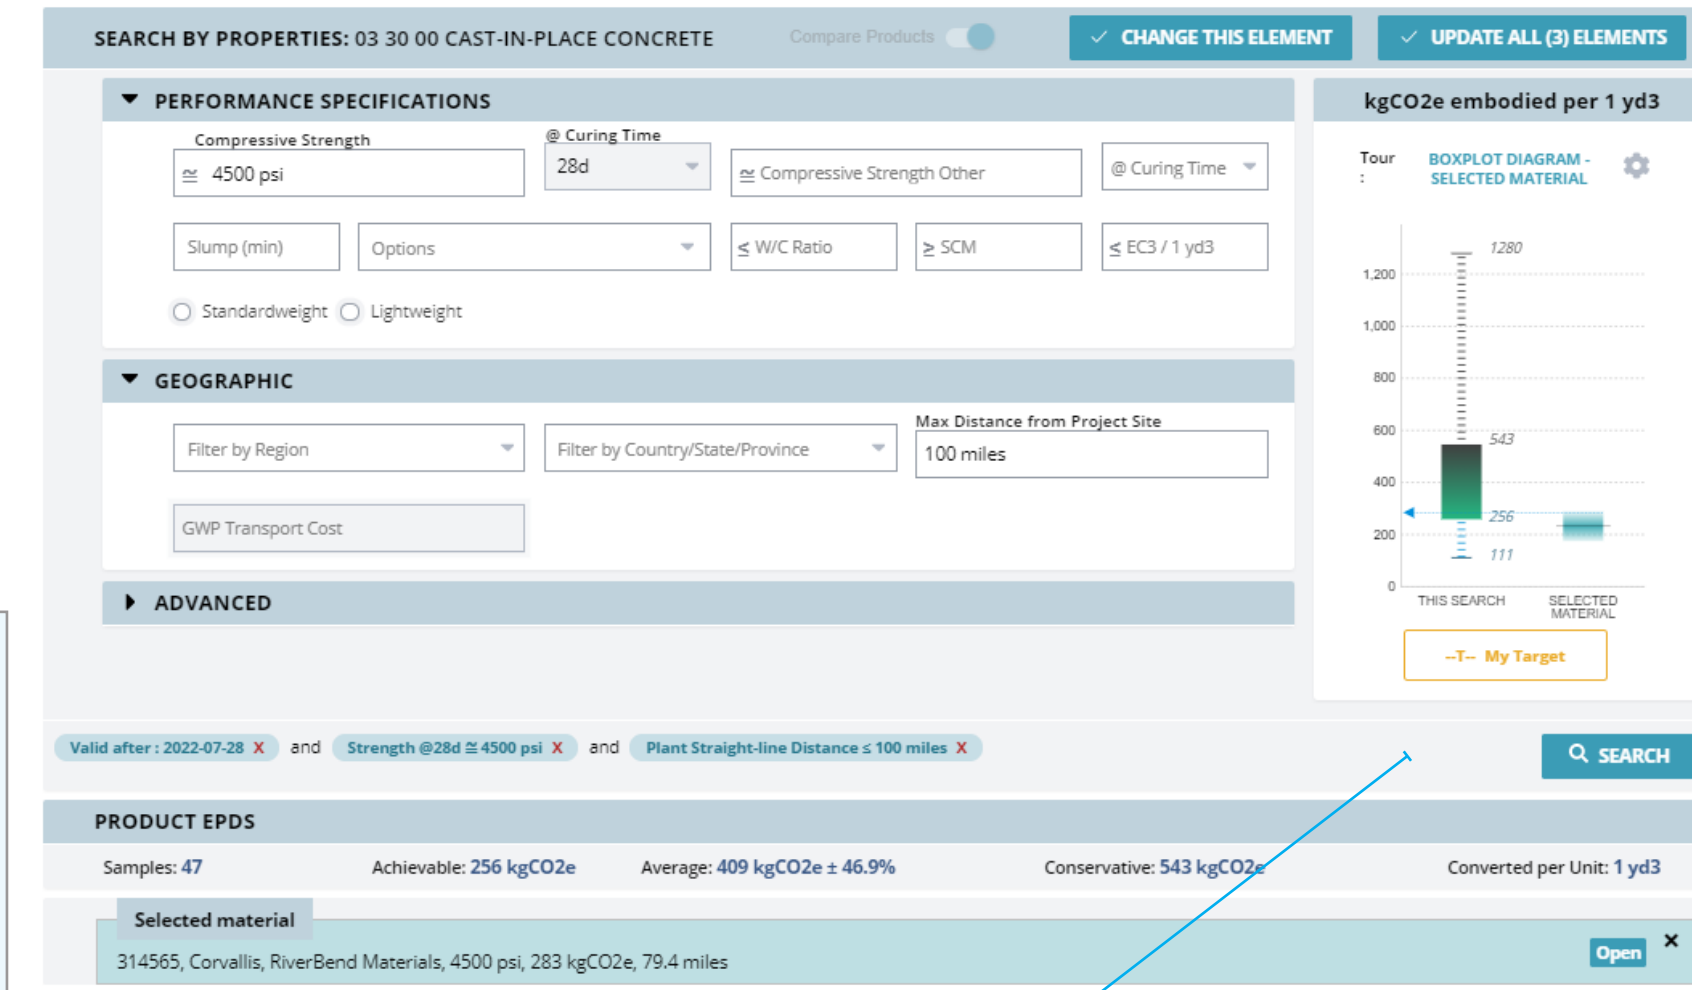 SEARCH BY PROPERTIES: 03 30 00 CAST-IN-PLACE CONCRETE
Compare Products
CHANGE THIS ELEMENT
UPDATE ALL (3) ELEMENTS
PERFORMANCE SPECIFICATIONS
Compressive Strength
≅ 4500 psi
@ Curing Time
28d
≅ Compressive Strength Other
@ Curing Time
Slump (min)
Options
≤ W/C Ratio
≥ SCM
≤ EC3 / 1 yd3
Standardweight
Lightweight
GEOGRAPHIC
Filter by Region
Filter by Country/State/Province
Max Distance from Project Site
100 miles
GWP Transport Cost
ADVANCED
kgCO2e embodied per 1 yd3
Tour
:
BOXPLOT DIAGRAM -
SELECTED MATERIAL
1280
1,200
1,000
800
600
543
400
256
200
111
0
THIS SEARCH
SELECTED
MATERIAL
--T-- My Target
Valid after : 2022-07-28 X and Strength @28d ≅ 4500 psi X and Plant Straight-line Distance ≤ 100 miles X
SEARCH
PRODUCT EPDS
Samples: 47
Achievable: 256 kgCO2e
Average: 409 kgCO2e ± 46.9%
Conservative: 543 kgCO2e
Converted per Unit: 1 yd3
Selected material
314565, Corvallis, RiverBend Materials, 4500 psi, 283 kgCO2e, 79.4 miles
Open
×